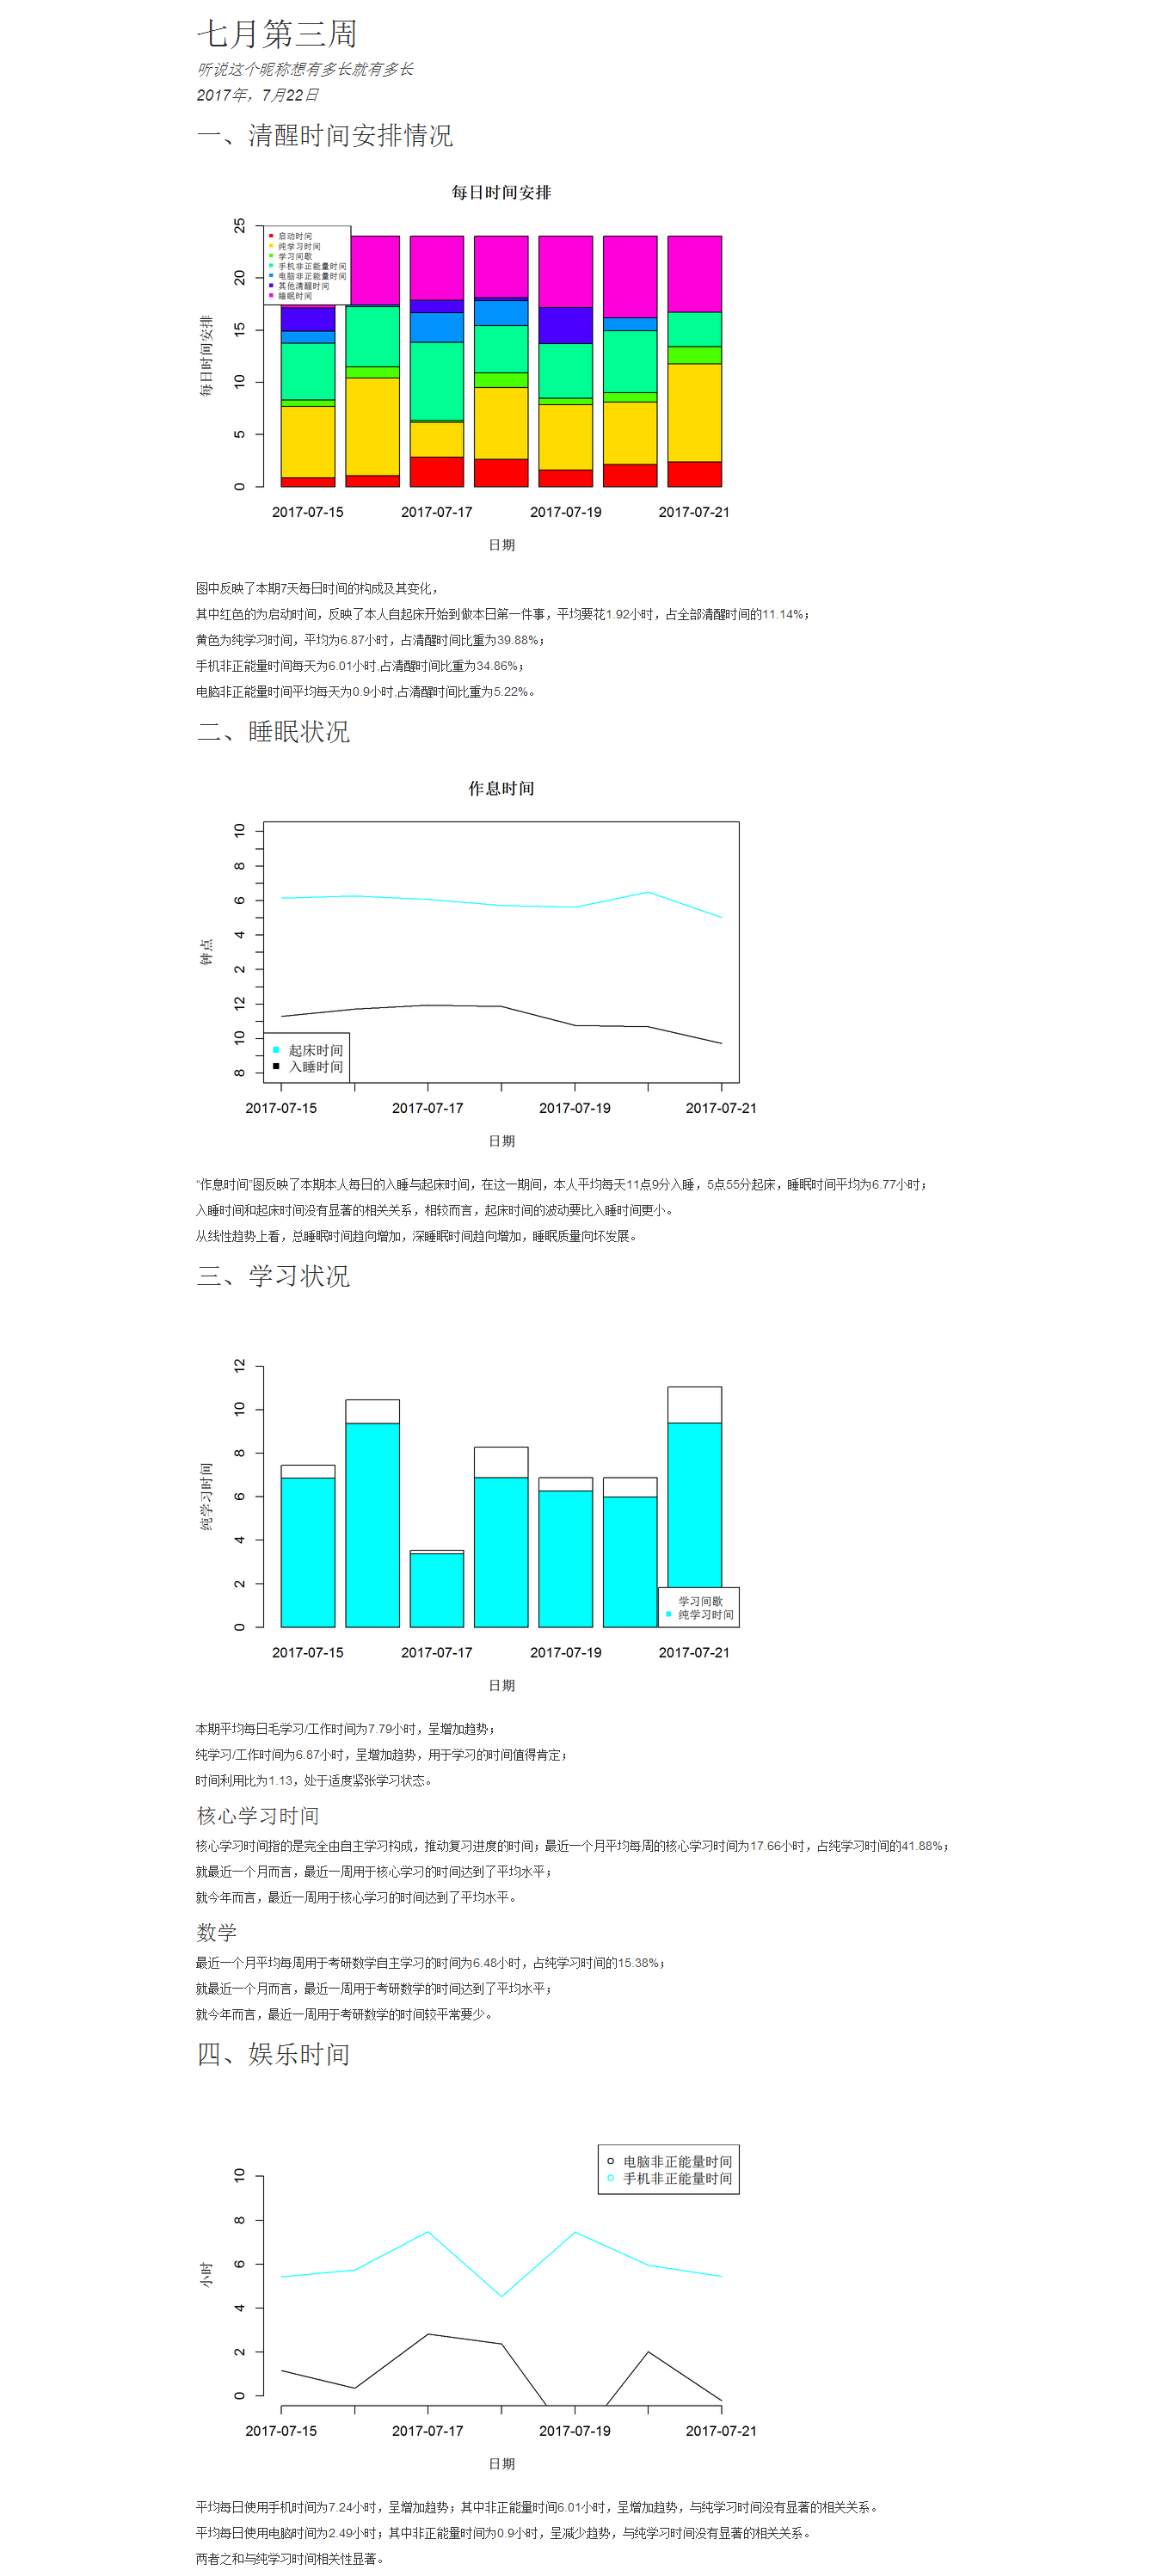 七月第三周
听说这个昵称想有多长就有多长
2017年，7月22日
一、清醒时间安排情况
每日时间安排
每日时间安排
25
20
15
10
5
0
启动时间
纯学习时间
学习间歇
手机非正能量时间
电脑非正能量时间
其他清醒时间
睡眠时间
2017-07-15 2017-07-17 2017-07-19 2017-07-21
日期
图中反映了本期7天每日时间的构成及其变化，
其中红色的为启动时间，反映了本人自起床开始到做本日第一件事，平均要花1.92小时，占全部清醒时间的11.14%；
黄色为纯学习时间，平均为6.87小时，占清醒时间比重为39.88%；
手机非正能量时间每天为6.01小时,占清醒时间比重为34.86%；
电脑非正能量时间平均每天为0.9小时,占清醒时间比重为5.22%。
二、睡眠状况
作息时间
钟点
10
8
6
4
2
12
10
8
起床时间
入睡时间
2017-07-15 2017-07-17 2017-07-19 2017-07-21
日期
“作息时间”图反映了本期本人每日的入睡与起床时间，在这一期间，本人平均每天11点9分入睡，5点55分起床，睡眠时间平均为6.77小时；
入睡时间和起床时间没有显著的相关关系，相较而言，起床时间的波动要比入睡时间更小。
从线性趋势上看，总睡眠时间趋向增加，深睡眠时间趋向增加，睡眠质量向坏发展。
三、学习状况
纯学习时间
12
10
8
6
4
2
0
学习间歇
纯学习时间
2017-07-15 2017-07-17 2017-07-19 2017-07-21
日期
本期平均每日毛学习/工作时间为7.79小时，呈增加趋势；
纯学习/工作时间为6.87小时，呈增加趋势，用于学习的时间值得肯定；
时间利用比为1.13，处于适度紧张学习状态。
核心学习时间
核心学习时间指的是完全由自主学习构成，推动复习进度的时间；最近一个月平均每周的核心学习时间为17.66小时，占纯学习时间的41.88%；
就最近一个月而言，最近一周用于核心学习的时间达到了平均水平；
就今年而言，最近一周用于核心学习的时间达到了平均水平。
数学
最近一个月平均每周用于考研数学自主学习的时间为6.48小时，占纯学习时间的15.38%；
就最近一个月而言，最近一周用于考研数学的时间达到了平均水平；
就今年而言，最近一周用于考研数学的时间较平常要少。
四、娱乐时间
电脑非正能量时间
手机非正能量时间
小时
10
8
6
4
2
0
2017-07-15 2017-07-17 2017-07-19 2017-07-21
日期
平均每日使用手机时间为7.24小时，呈增加趋势；其中非正能量时间6.01小时，呈增加趋势，与纯学习时间没有显著的相关关系。
平均每日使用电脑时间为2.49小时；其中非正能量时间为0.9小时，呈减少趋势，与纯学习时间没有显著的相关关系。
两者之和与纯学习时间相关性显著。